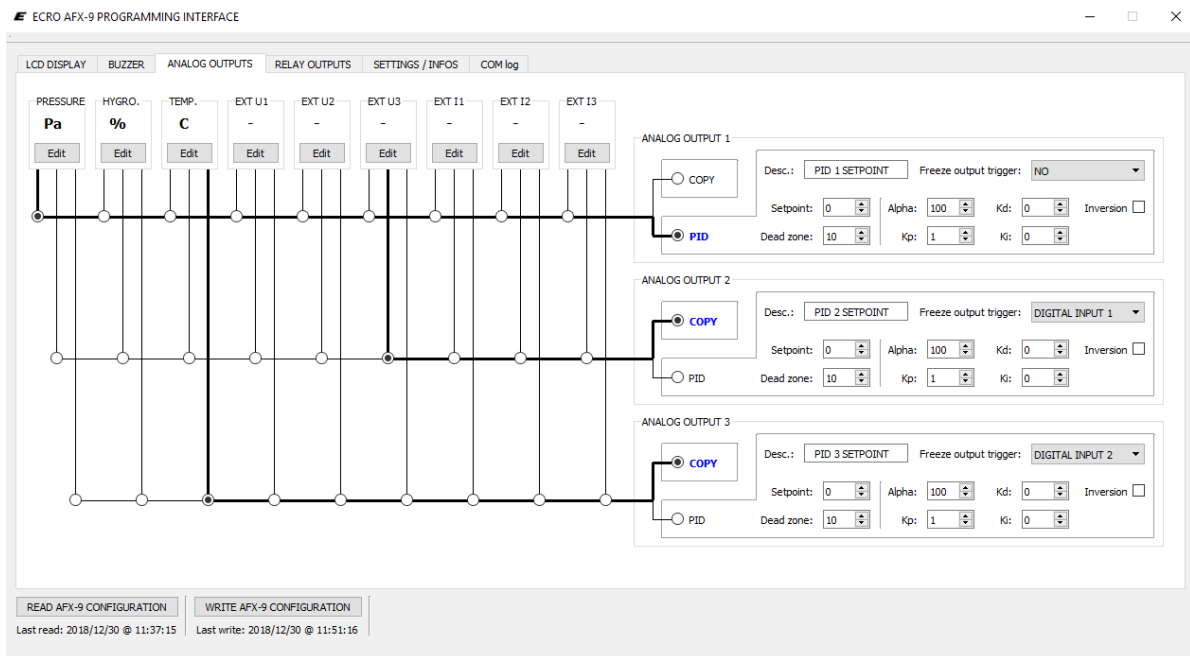 ECRO AFX-9 PROGRAMMING INTERFACE
LCD DISPLAY BUZZER ANALOG OUTPUTS RELAY OUTPUTS SETTINGS / INFOS COM log
PRESSURE HYGRO. TEMP. EXT U1 EXT U2 EXT U3 EXT I1 EXT I2 EXT I3
Pa % C - - - - - -
Edit Edit Edit Edit Edit Edit Edit Edit Edit
ANALOG OUTPUT 1
COPY
PID
Desc.: PID 1 SETPOINT Freeze output trigger: NO
Setpoint: 0 Alpha: 100 Kd: 0 Inversion
Dead zone: 10 Kp: 1 Ki: 0
ANALOG OUTPUT 2
COPY
PID
Desc.: PID 2 SETPOINT Freeze output trigger: DIGITAL INPUT 1
Setpoint: 0 Alpha: 100 Kd: 0 Inversion
Dead zone: 10 Kp: 1 Ki: 0
ANALOG OUTPUT 3
COPY
PID
Desc.: PID 3 SETPOINT Freeze output trigger: DIGITAL INPUT 2
Setpoint: 0 Alpha: 100 Kd: 0 Inversion
Dead zone: 10 Kp: 1 Ki: 0
READ AFX-9 CONFIGURATION WRITE AFX-9 CONFIGURATION
Last read: 2018/12/30 @ 11:37:15 Last write: 2018/12/30 @ 11:51:16